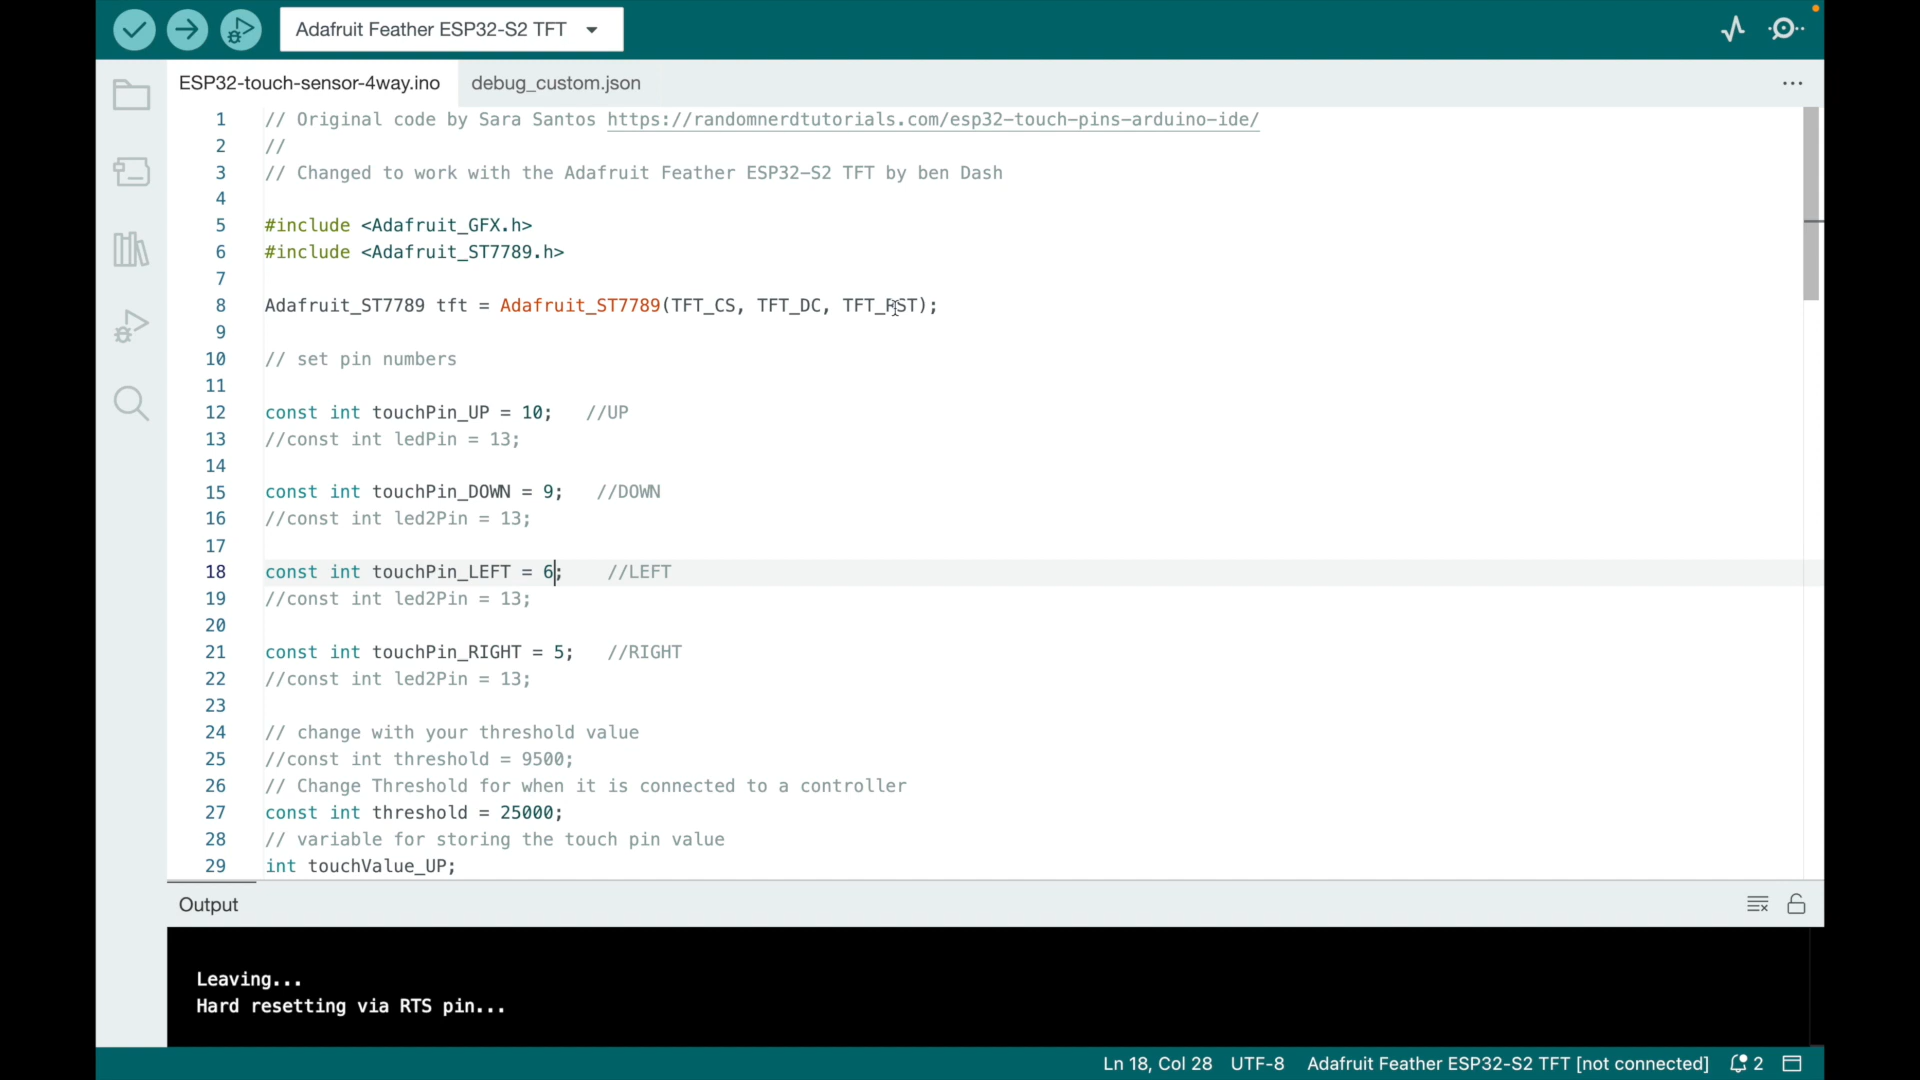 Adafruit Feather ESP32-S2 TFT
ESP32-touch-sensor-4way.ino
debug_custom.json
1 // Original code by Sara Santos https://randomnerdtutorials.com/esp32-touch-pins-arduino-ide/
2 //
3 // Changed to work with the Adafruit Feather ESP32-S2 TFT by ben Dash
4
5 #include <Adafruit_GFX.h>
6 #include <Adafruit_ST7789.h>
7
8 Adafruit_ST7789 tft = Adafruit_ST7789(TFT_CS, TFT_DC, TFT_RST);
9
10 // set pin numbers
11
12 const int touchPin_UP = 10; //UP
13 //const int ledPin = 13;
14
15 const int touchPin_DOWN = 9; //DOWN
16 //const int led2Pin = 13;
17
18 const int touchPin_LEFT = 6; //LEFT
19 //const int led2Pin = 13;
20
21 const int touchPin_RIGHT = 5; //RIGHT
22 //const int led2Pin = 13;
23
24 // change with your threshold value
25 //const int threshold = 9500;
26 // Change Threshold for when it is connected to a controller
27 const int threshold = 25000;
28 // variable for storing the touch pin value
29 int touchValue_UP;
Output
Leaving...
Hard resetting via RTS pin...
Ln 18, Col 28 UTF-8 Adafruit Feather ESP32-S2 TFT [not connected] 2